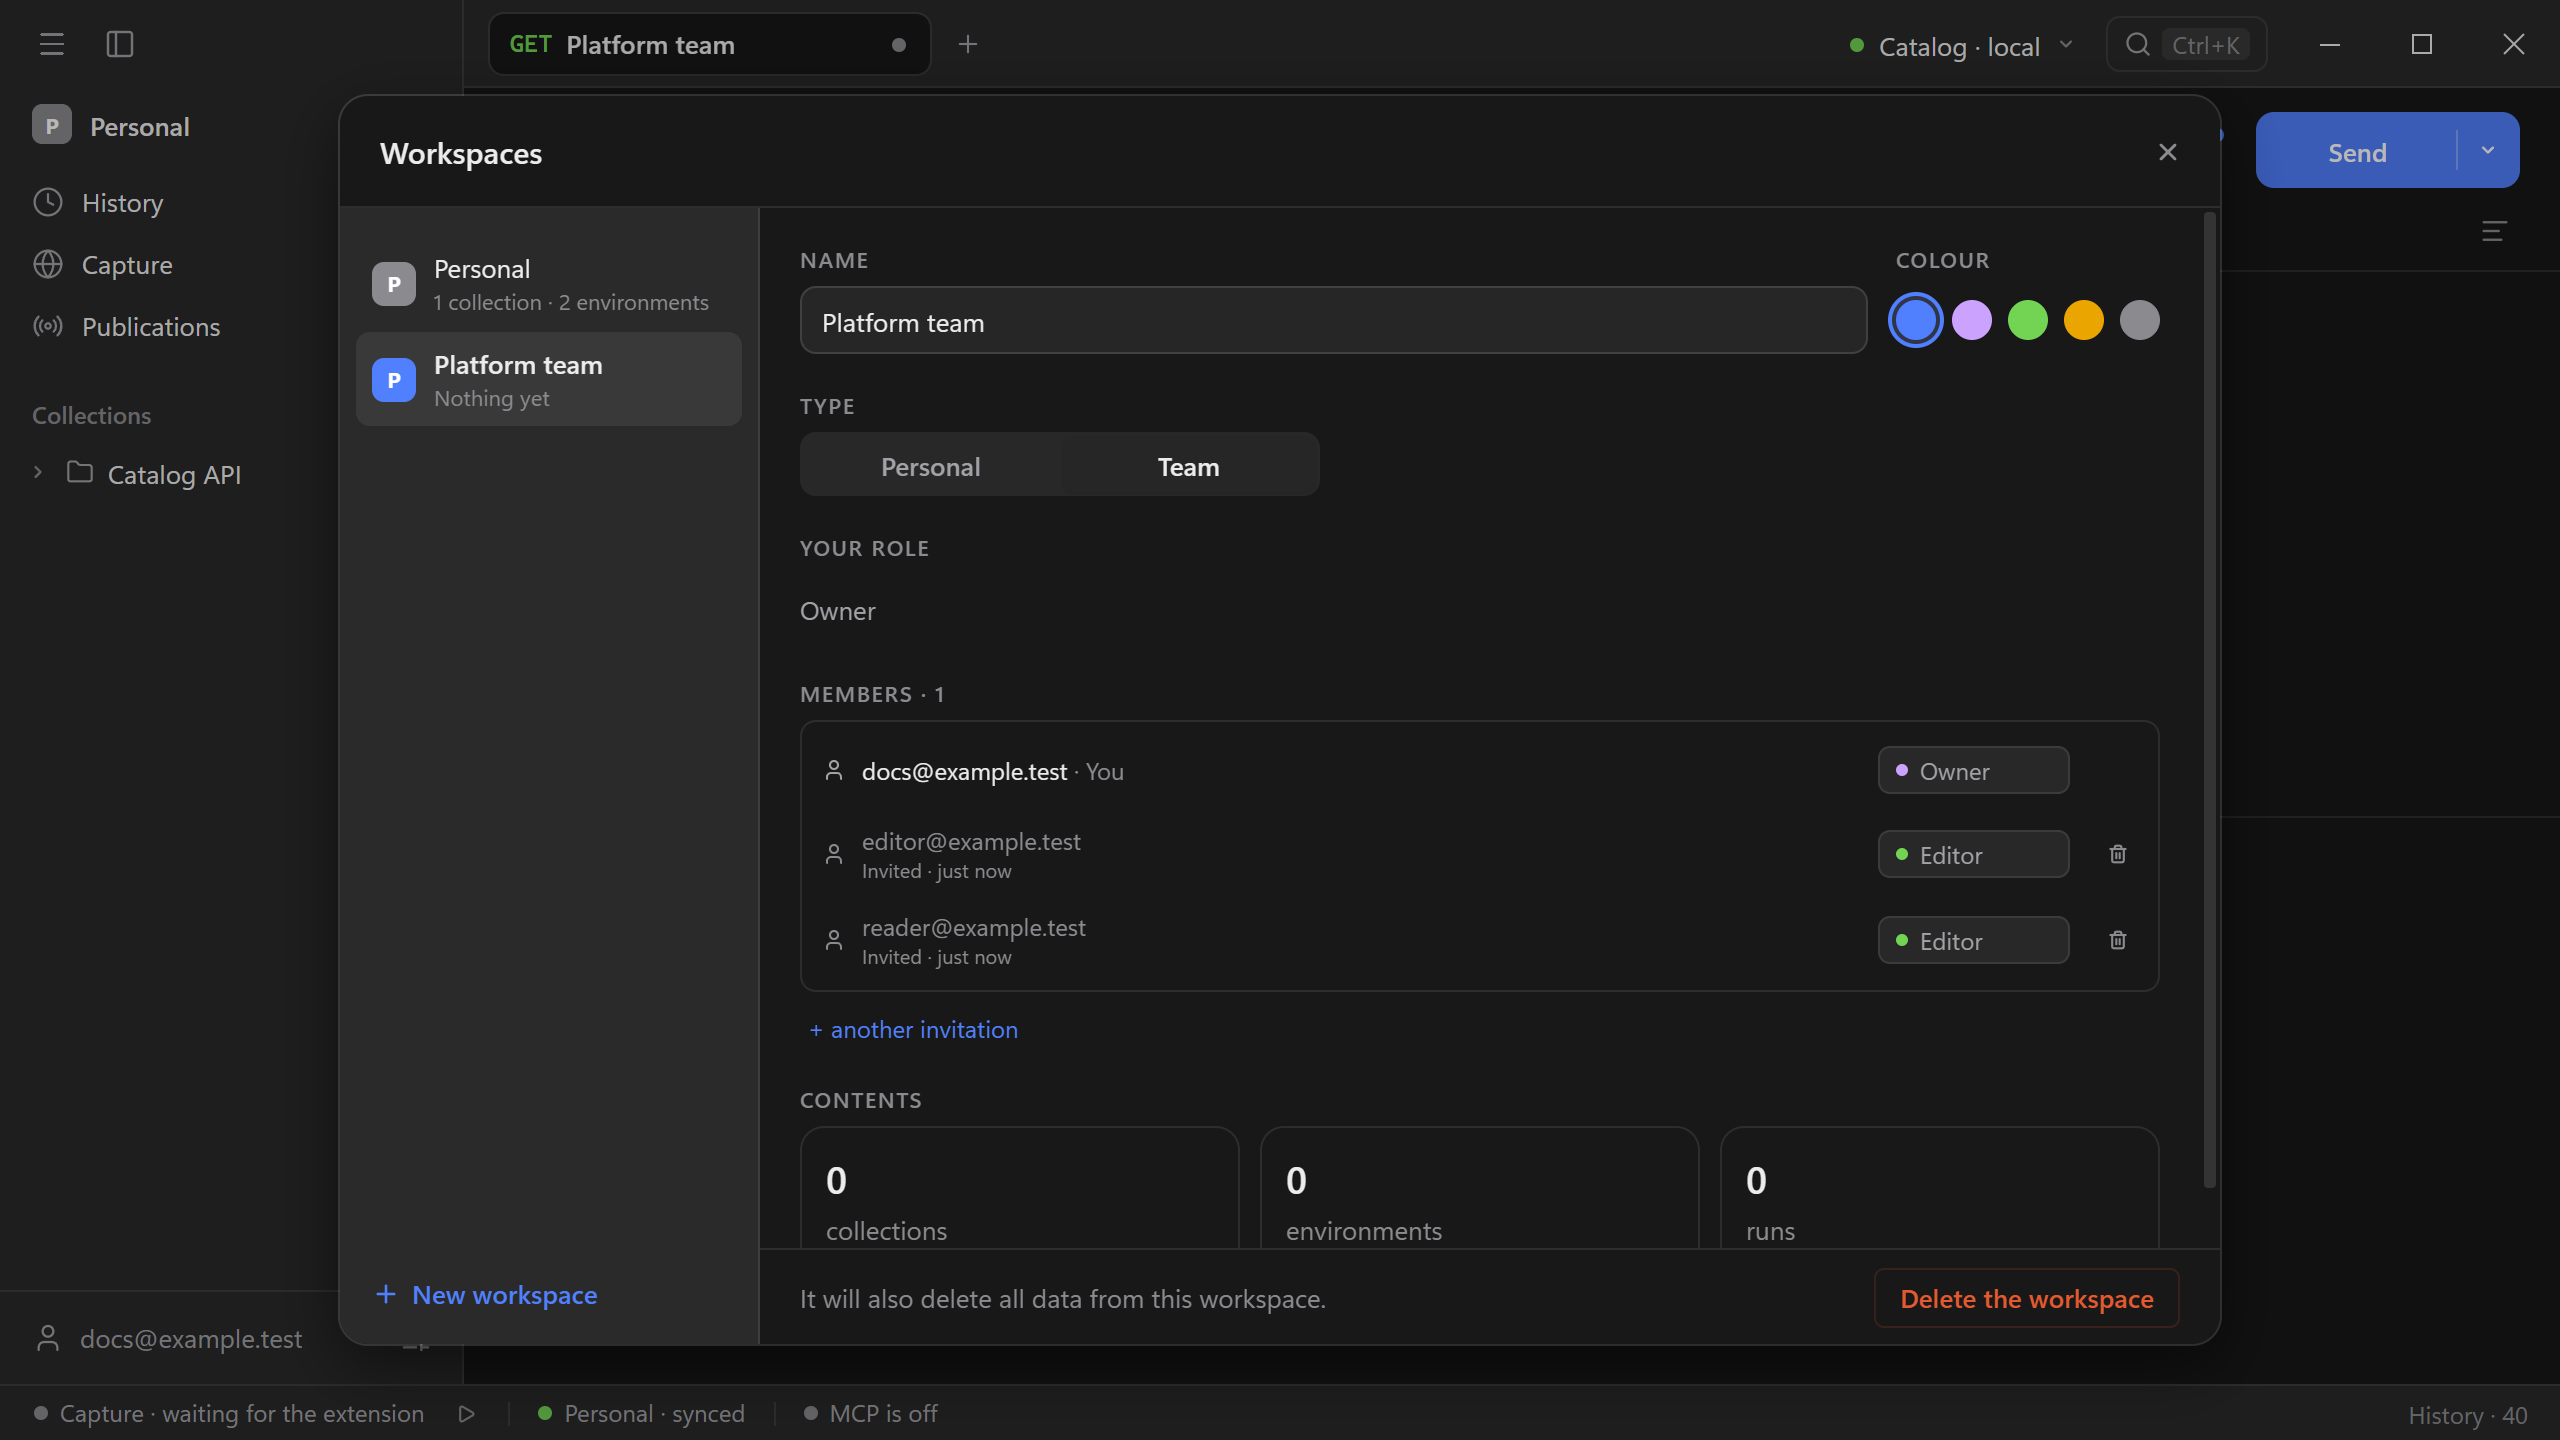 GET Platform team
Catalog · local
Ctrl+K
P Personal
History
Capture
Publications
Collections
Catalog API
docs@example.test
Send
Workspaces
P Personal
1 collection · 2 environments
P Platform team
Nothing yet
New workspace
NAME
COLOUR
Platform team
TYPE
Personal Team
YOUR ROLE
Owner
MEMBERS · 1
docs@example.test · You Owner
editor@example.test
Invited · just now
Editor
reader@example.test
Invited · just now
Editor
+ another invitation
CONTENTS
0 0 0
collections environments runs
It will also delete all data from this workspace. Delete the workspace
Capture · waiting for the extension Personal · synced MCP is off History · 40